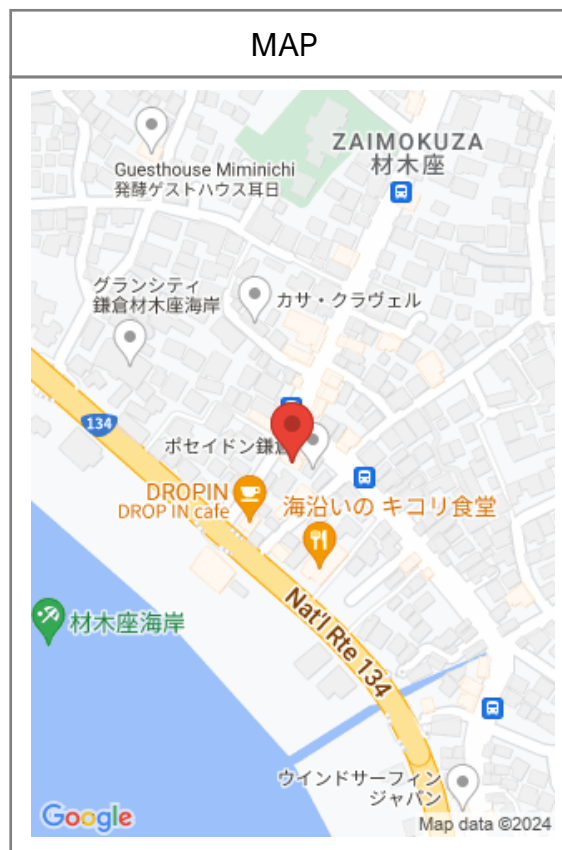 MAP
ZAIMOKUZA
材木座
Guesthouse Miminichi
発酵ゲストハウス耳日
グランシティ
鎌倉材木座海岸
カサ・クラヴェル
134
ポセイドン鎌倉
DROPIN
DROP IN cafe
海沿いの キコリ食堂
Nat'l Rte 134
材木座海岸
ウインドサーフィン
ジャパン
Google
Map data ©2024